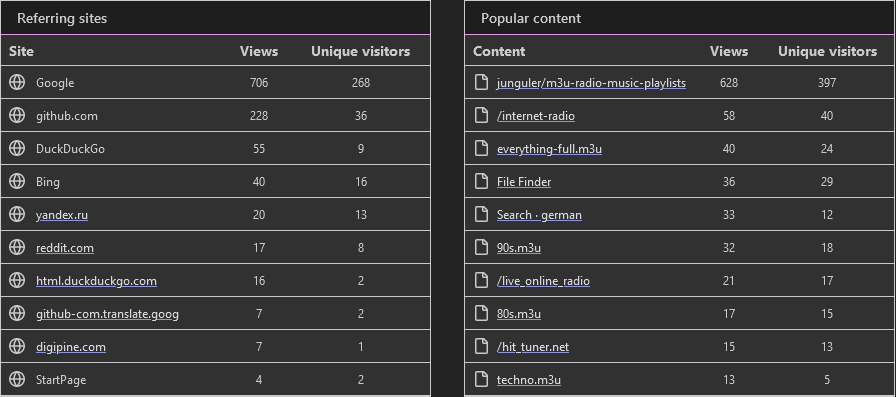 Referring sites
Site Views Unique visitors
Google 706 268
github.com 228 36
DuckDuckGo 55 9
Bing 40 16
yandex.ru 20 13
reddit.com 17 8
html.duckduckgo.com 16 2
github-com.translate.goog 7 2
digipine.com 7 1
StartPage 4 2
Popular content
Content Views Unique visitors
junguler/m3u-radio-music-playlists 628 397
/internet-radio 58 40
everything-full.m3u 40 24
File Finder 36 29
Search · german 33 12
90s.m3u 32 18
/live_online_radio 21 17
80s.m3u 17 15
/hit_tuner.net 15 13
techno.m3u 13 5